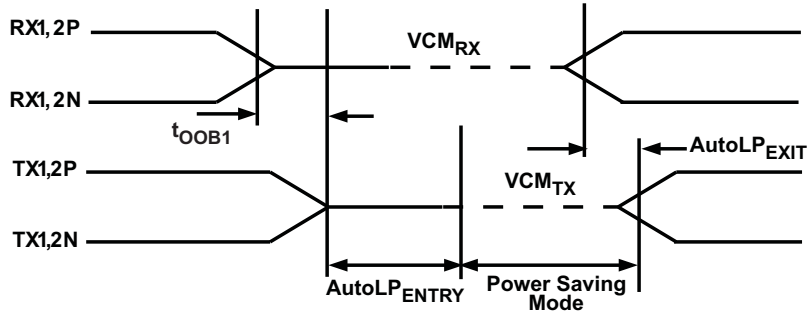 RX1,2P
VCMRX
RX1,2N
tOOB1
AutoLPEXIT
TX1,2P
VCMTX
TX1,2N
AutoLPENTRY
Power Saving
Mode